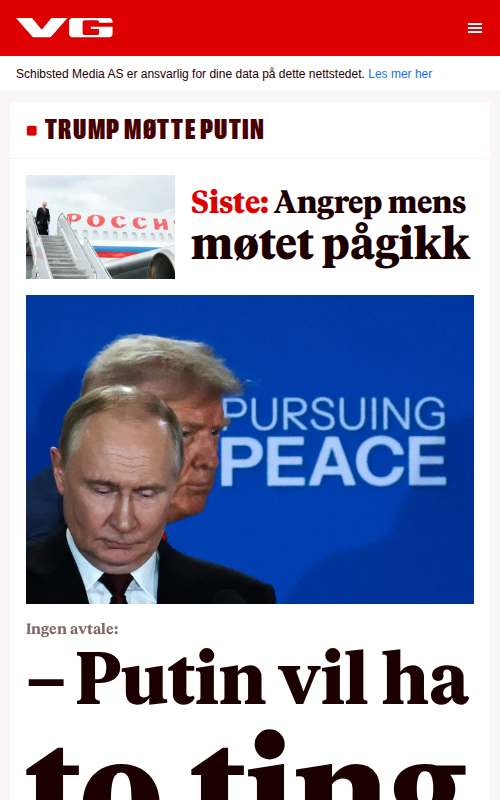 VG
Schibsted Media AS er ansvarlig for dine data på dette nettstedet. Les mer her
TRUMP MØTTE PUTIN
РОССИ
Siste: Angrep mens
møtet pågikk
PURSUING
PEACE
Ingen avtale:
– Putin vil ha
to ting